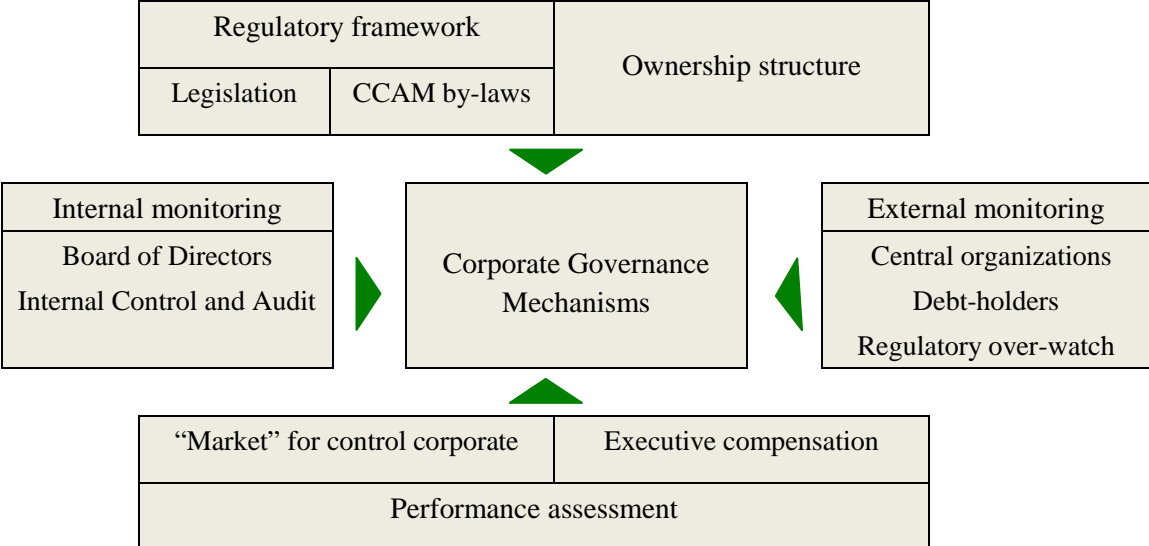 Regulatory framework
Ownership structure
Legislation
CCAM by-laws
Internal monitoring
Board of Directors
Internal Control and Audit
Corporate Governance
Mechanisms
External monitoring
Central organizations
Debt-holders
Regulatory over-watch
“Market” for control corporate
Executive compensation
Performance assessment